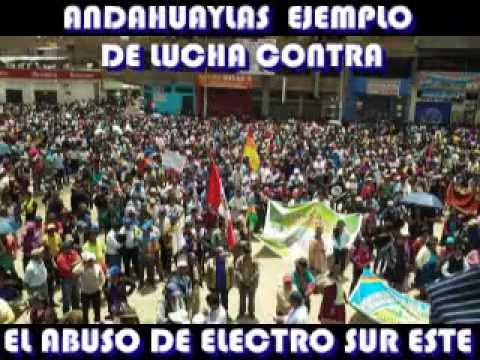 ANDAHUAYLAS EJEMPLO
DE LUCHA CONTRA
EL ABUSO DE ELECTRO SUR ESTE